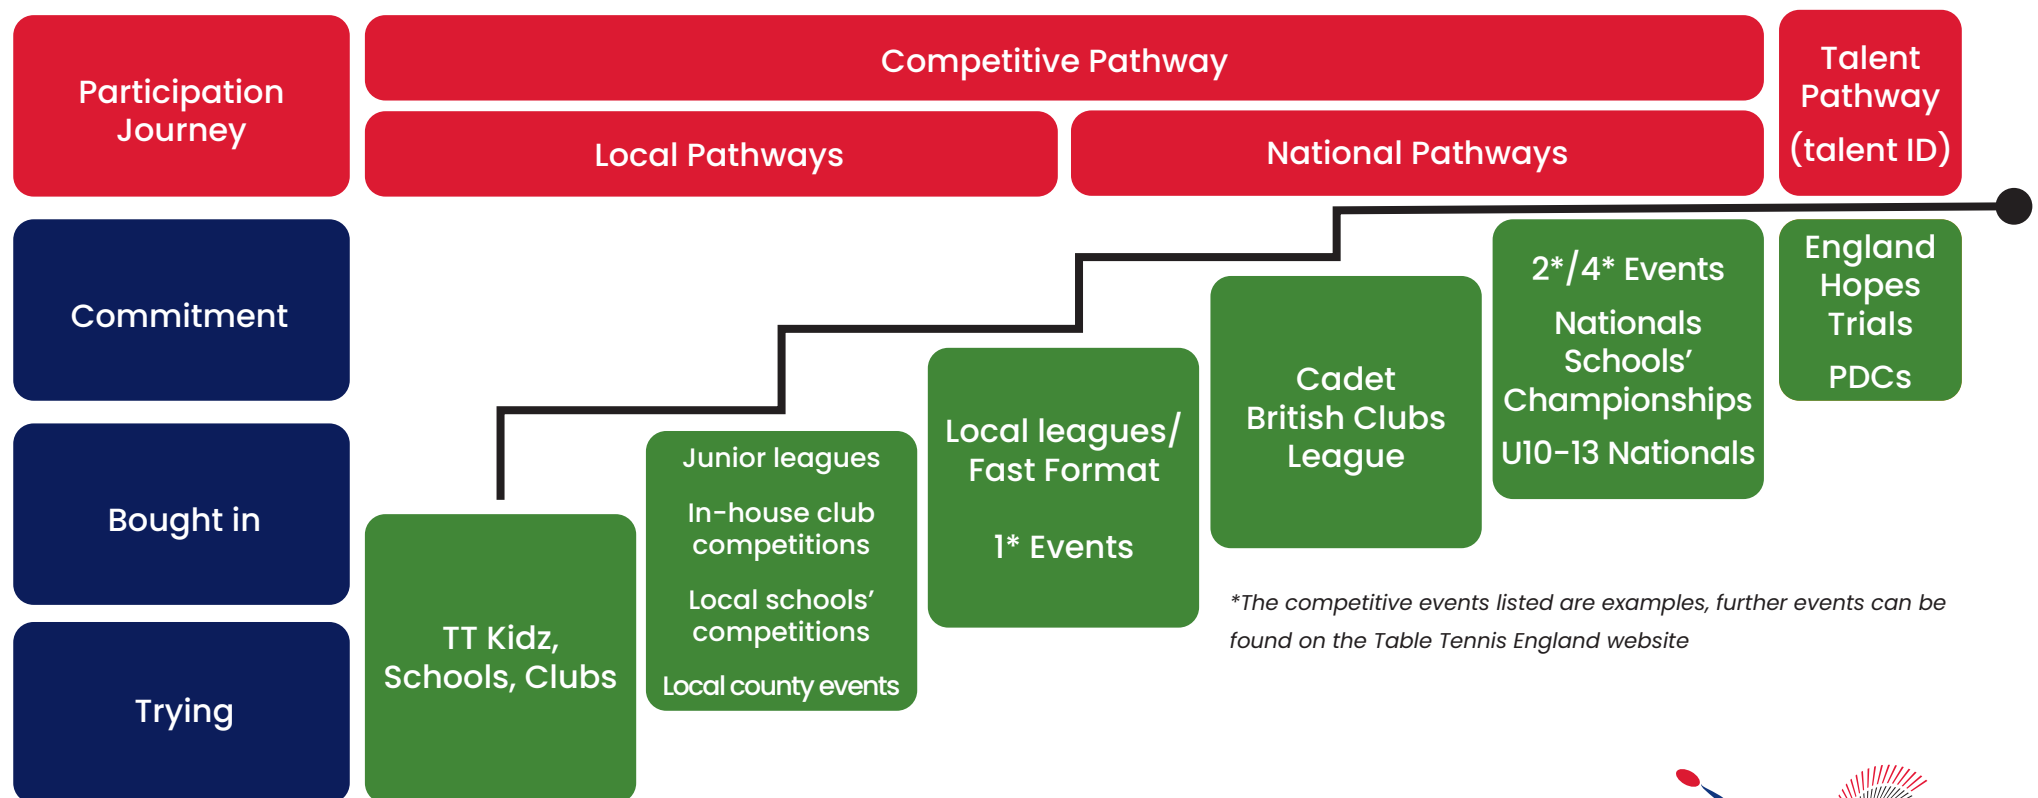 Participation
Journey
Competitive Pathway
Local Pathways
National Pathways
Talent
Pathway
(talent ID)
Commitment
Bought in
Trying
TT Kidz,
Schools, Clubs
Junior leagues
In-house club
competitions
Local schools’
competitions
Local county events
Local leagues/
Fast Format
1* Events
Cadet
British Clubs
League
2*/4* Events
Nationals
Schools’
Championships
U10-13 Nationals
England
Hopes
Trials
PDCs
*The competitive events listed are examples, further events can be
found on the Table Tennis England website